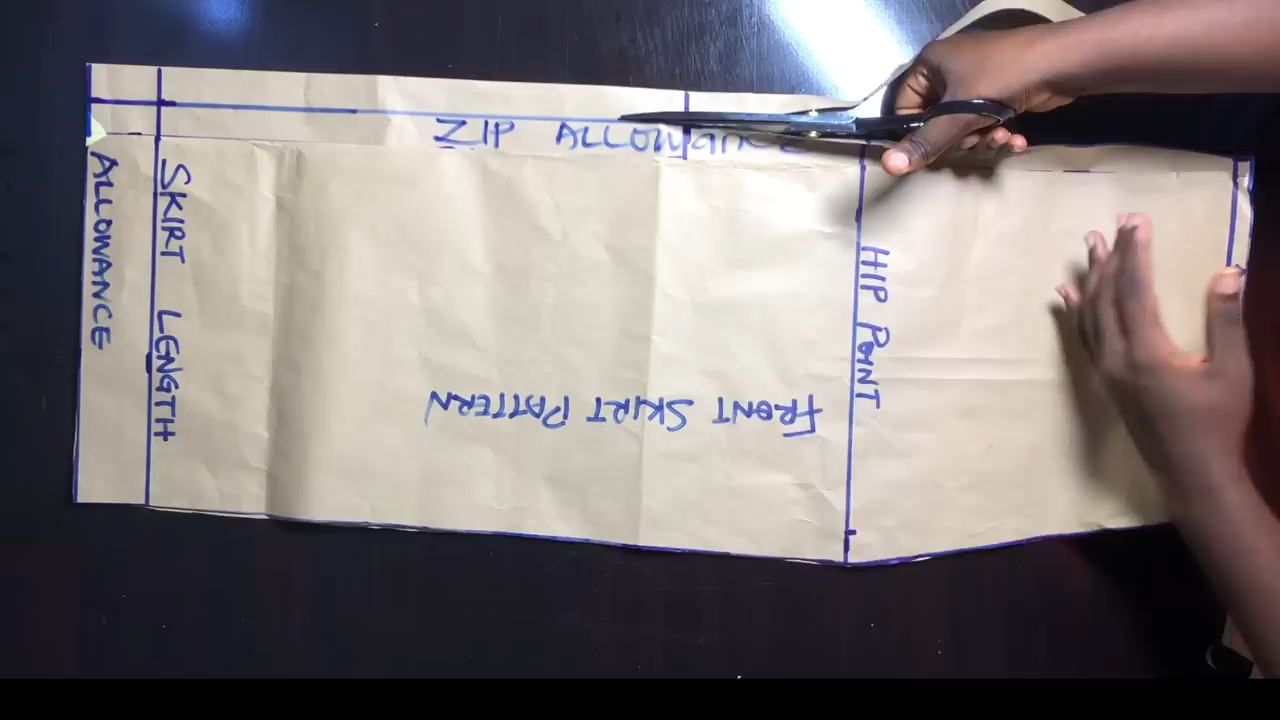 ZIP ALLOWANCE
SKIRT LENGTH
ALLOWANCE
HIP POINT
FRONT SKIRT PATTERN